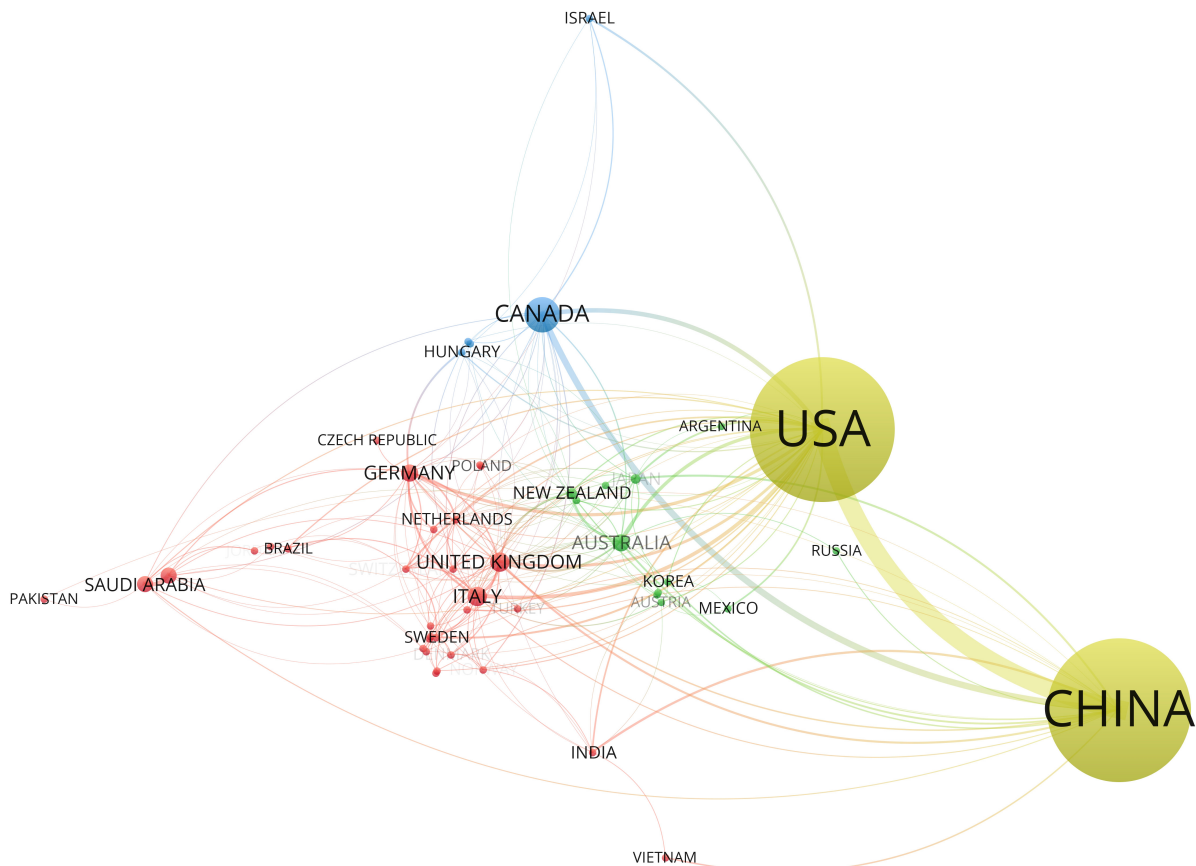 ISRAEL
CANADA
HUNGARY
USA
ARGENTINA
CZECH REPUBLIC
POLAND
GERMANY
JAPAN
NEW ZEALAND
NETHERLANDS
AUSTRALIA
BRAZIL
RUSSIA
UNITED KINGDOM
SAUDI ARABIA
KOREA
PAKISTAN
ITALY
AUSTRIA
TURKEY
MEXICO
SWEDEN
DENMARK
CHINA
INDIA
VIETNAM